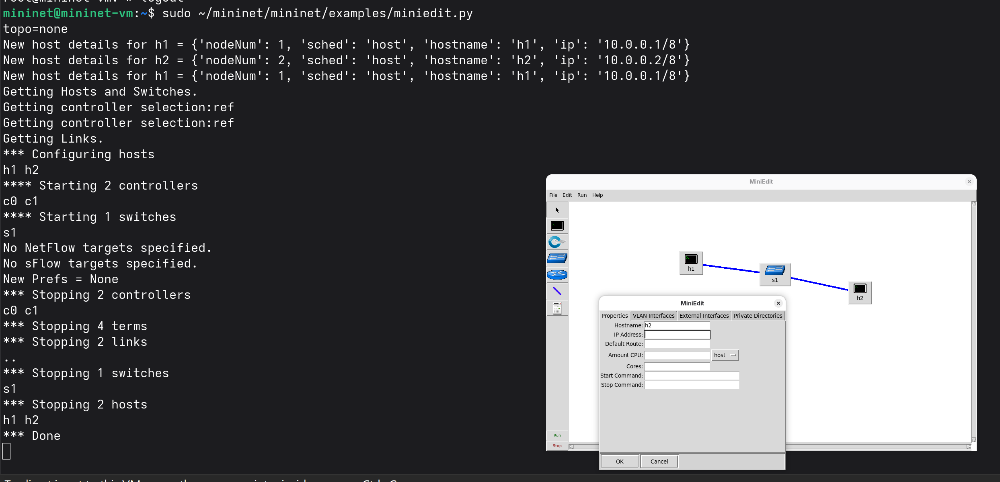 mininet@mininet-vm:~$ sudo ~/mininet/mininet/examples/miniedit.py
topo=none
New host details for h1 = {'nodeNum': 1, 'sched': 'host', 'hostname': 'h1', 'ip': '10.0.0.1/8'}
New host details for h2 = {'nodeNum': 2, 'sched': 'host', 'hostname': 'h2', 'ip': '10.0.0.2/8'}
New host details for h1 = {'nodeNum': 1, 'sched': 'host', 'hostname': 'h1', 'ip': '10.0.0.1/8'}
Getting Hosts and Switches.
Getting controller selection:ref
Getting controller selection:ref
Getting Links.
*** Configuring hosts
h1 h2
**** Starting 2 controllers
c0 c1
**** Starting 1 switches
s1
No NetFlow targets specified.
No sFlow targets specified.
New Prefs = None
*** Stopping 2 controllers
c0 c1
*** Stopping 4 terms
*** Stopping 2 links
..
*** Stopping 1 switches
s1
*** Stopping 2 hosts
h1 h2
*** Done
MiniEdit
File Edit Run Help
h1
s1
h2
Run
Stop
MiniEdit
Properties VLAN Interfaces External Interfaces Private Directories
Hostname: h2
IP Address:
Default Route:
Amount CPU: host
Cores:
Start Command:
Stop Command:
OK Cancel